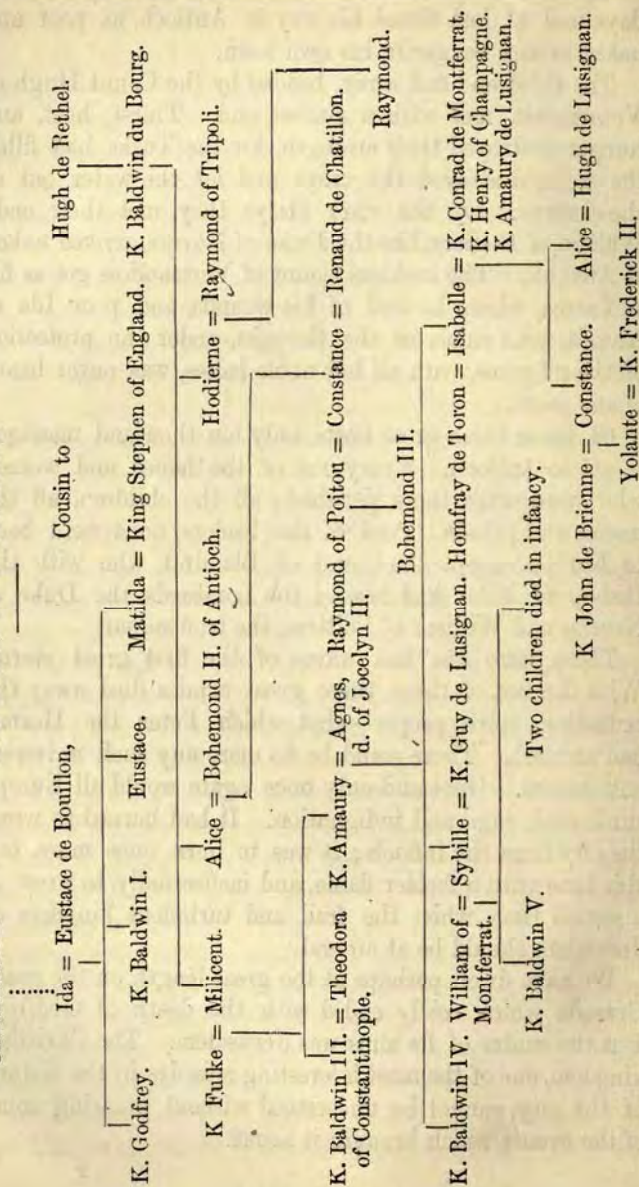 Ida = Eustace de Bouillon, Cousin to Hugh de Rethel.
K. Godfrey. K. Baldwin I. Eustace. Matilda = King Stephen of England. K. Baldwin du Bourg.
K Fulke = Milicent. Alice = Bohemond H. of Antioch. Hodierne = Raymond of Tripoli.
Raymond.
K. Baldwin III. = Theodora K. Amaury = Agnes, Raymond of Poitou = Constance = Renaud de Chatillon.
of Constantinople. d. of Jocelyn II.
Bohemond III.
K. Baldwin IV. William of = Sybille = K. Guy de Lusignan. Homfray de Toron = Isabelle = K. Conrad de Montferrat.
Montferrat. K. Henry of Champagne.
K. Amaury de Lusignan.
K. Baldwin V. Two children died in infancy.
K John de Brienne = Constance. Alice = Hugh de Lusignan.
Yolante = K. Frederick II.